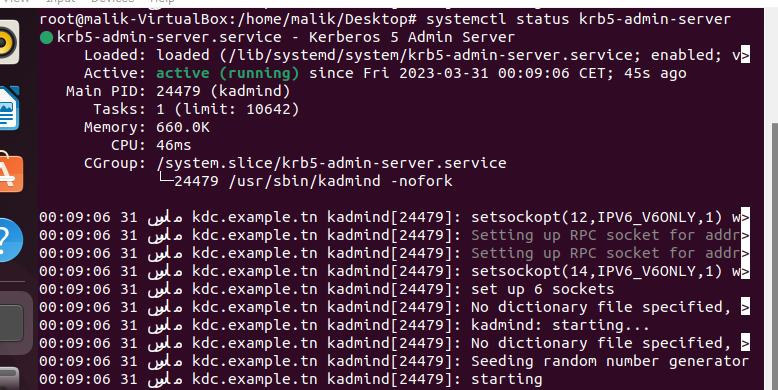 Input Devices Help
root@malik-VirtualBox:/home/malik/Desktop# systemctl status krb5-admin-server
● krb5-admin-server.service - Kerberos 5 Admin Server
Loaded: loaded (/lib/systemd/system/krb5-admin-server.service; enabled; v>
Active: active (running) since Fri 2023-03-31 00:09:06 CET; 45s ago
Main PID: 24479 (kadmind)
Tasks: 1 (limit: 10642)
Memory: 660.0K
CPU: 46ms
CGroup: /system.slice/krb5-admin-server.service
└─24479 /usr/sbin/kadmind -nofork
00:09:06 31 مارس kdc.example.tn kadmind[24479]: setsockopt(12,IPV6_V6ONLY,1) w>
00:09:06 31 مارس kdc.example.tn kadmind[24479]: Setting up RPC socket for addr>
00:09:06 31 مارس kdc.example.tn kadmind[24479]: Setting up RPC socket for addr>
00:09:06 31 مارس kdc.example.tn kadmind[24479]: setsockopt(14,IPV6_V6ONLY,1) w>
00:09:06 31 مارس kdc.example.tn kadmind[24479]: set up 6 sockets
00:09:06 31 مارس kdc.example.tn kadmind[24479]: No dictionary file specified, >
00:09:06 31 مارس kdc.example.tn kadmind[24479]: kadmind: starting...
00:09:06 31 مارس kdc.example.tn kadmind[24479]: No dictionary file specified, >
00:09:06 31 مارس kdc.example.tn kadmind[24479]: Seeding random number generator
00:09:06 31 مارس kdc.example.tn kadmind[24479]: starting